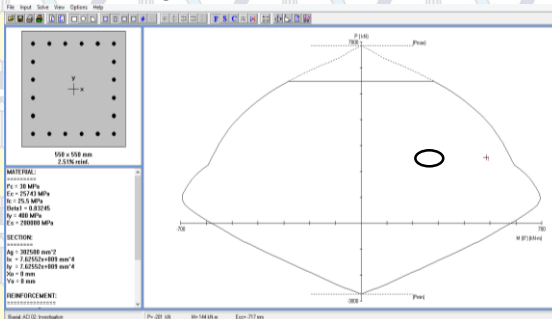 File Input Solve View Options Help
y
x
550 x 550 mm
2.51% reinf.
MATERIAL:
f'c = 30 MPa
Ec = 25743 MPa
fc = 25.5 MPa
Beta1 = 0.83245
fy = 400 MPa
Es = 200000 MPa
SECTION:
Ag = 302500 mm^2
Ix = 7.62552e+009 mm^4
Iy = 7.62552e+009 mm^4
Xo = 0 mm
Yo = 0 mm
REINFORCEMENT:
P (kN)
7000
(Pmax)
-700
700
-3000
(Pmin)